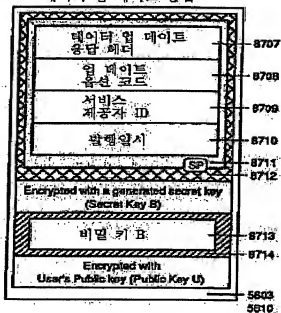 데이터 업 데이트
응답 헤더
8707
업 데이트
옵션 코드
8708
서비스
제공자 ID
8709
발행일시
8710
SP
8711
8712
Encrypted with a generated secret key
(Secret Key B)
비밀 키 B
8713
8714
Encrypted with
User's Public key (Public Key U)
5603
5610